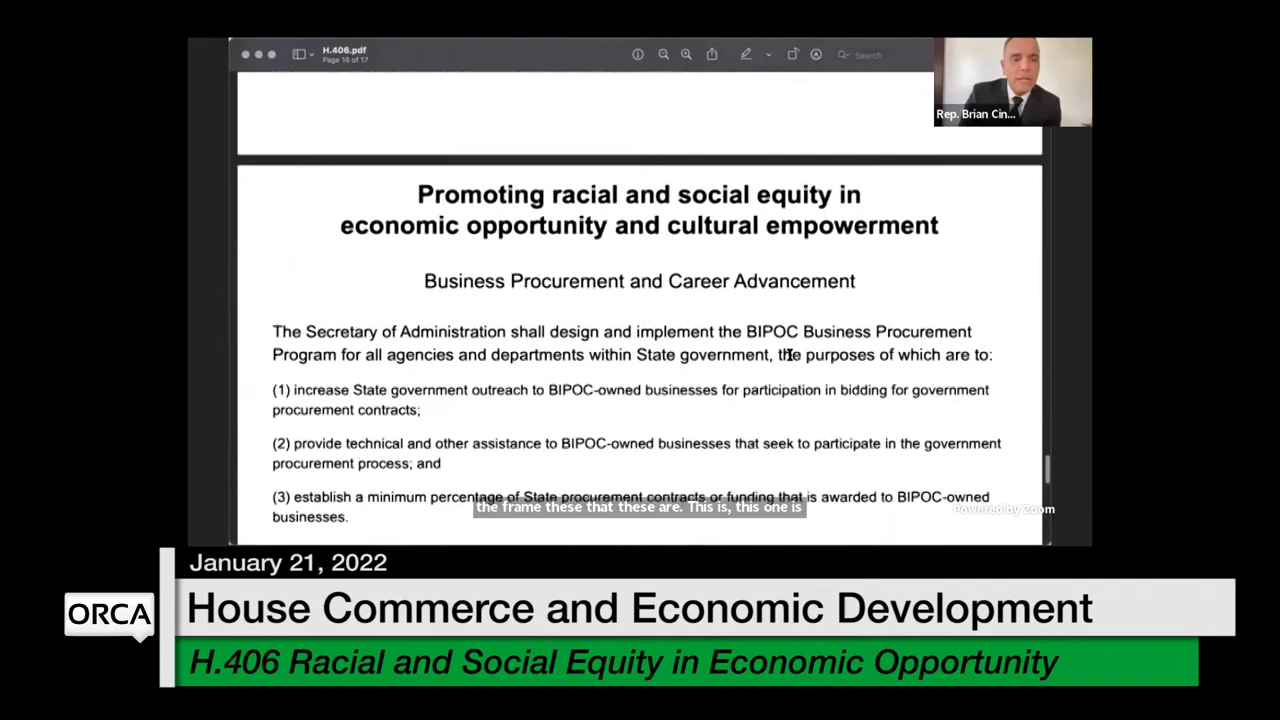 H.406.pdf
Page 16 of 17
Search
Rep. Brian Cin...
Promoting racial and social equity in
economic opportunity and cultural empowerment
Business Procurement and Career Advancement
The Secretary of Administration shall design and implement the BIPOC Business Procurement
Program for all agencies and departments within State government, the purposes of which are to:
(1) increase State government outreach to BIPOC-owned businesses for participation in bidding for government
procurement contracts;
(2) provide technical and other assistance to BIPOC-owned businesses that seek to participate in the government
procurement process; and
(3) establish a minimum percentage of State procurement contracts or funding that is awarded to BIPOC-owned
businesses.
the frame these that these are. This is, this one is
Powered by Zoom
January 21, 2022
ORCA
House Commerce and Economic Development
H.406 Racial and Social Equity in Economic Opportunity